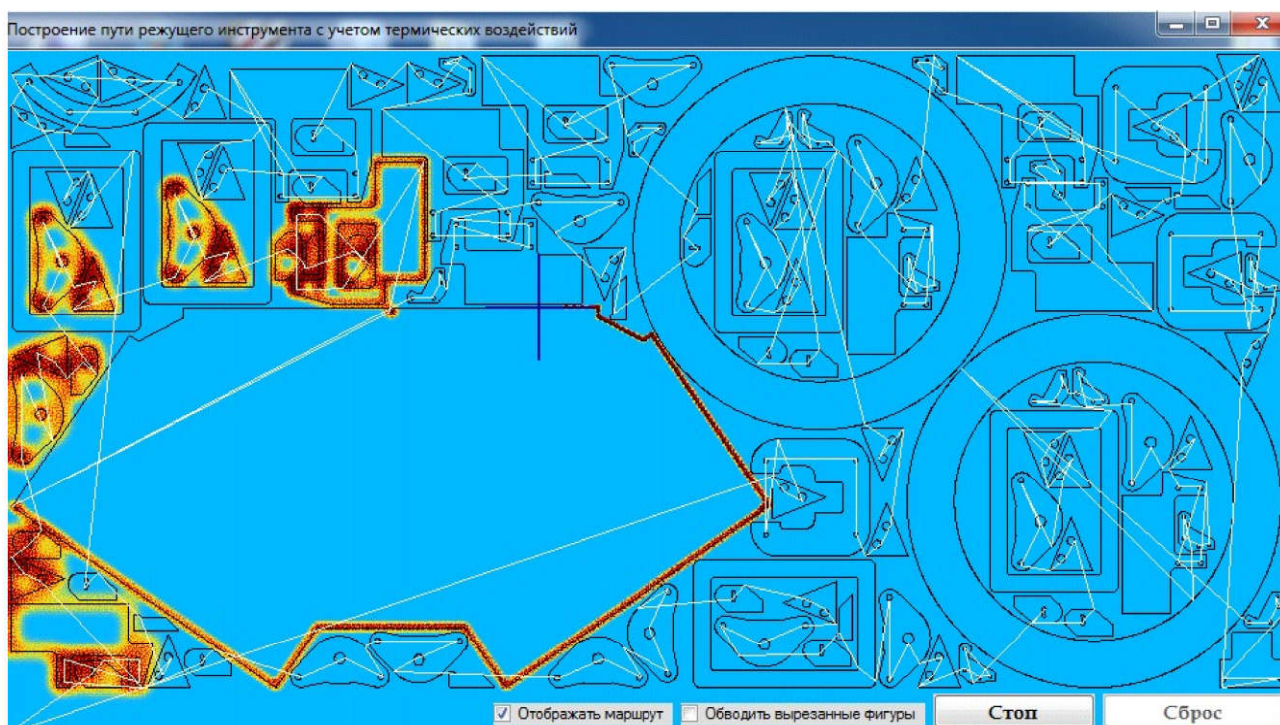 Построение пути режущего инструмента с учетом термических воздействий
Отображать маршрут
Обводить вырезанные фигуры
Стоп
Сброс